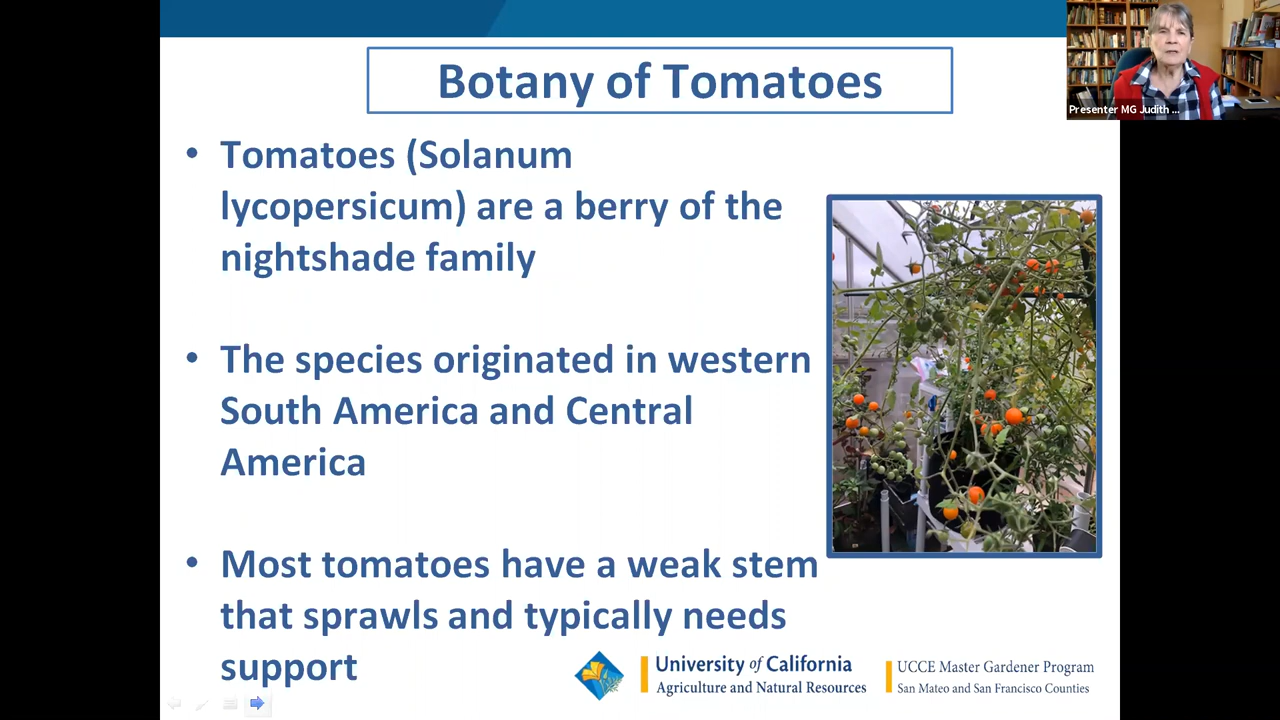 Botany of Tomatoes
Presenter MG Judith ...
• Tomatoes (Solanum
lycopersicum) are a berry of the
nightshade family
• The species originated in western
South America and Central
America
• Most tomatoes have a weak stem
that sprawls and typically needs
support
University of California
Agriculture and Natural Resources
UCCE Master Gardener Program
San Mateo and San Francisco Counties